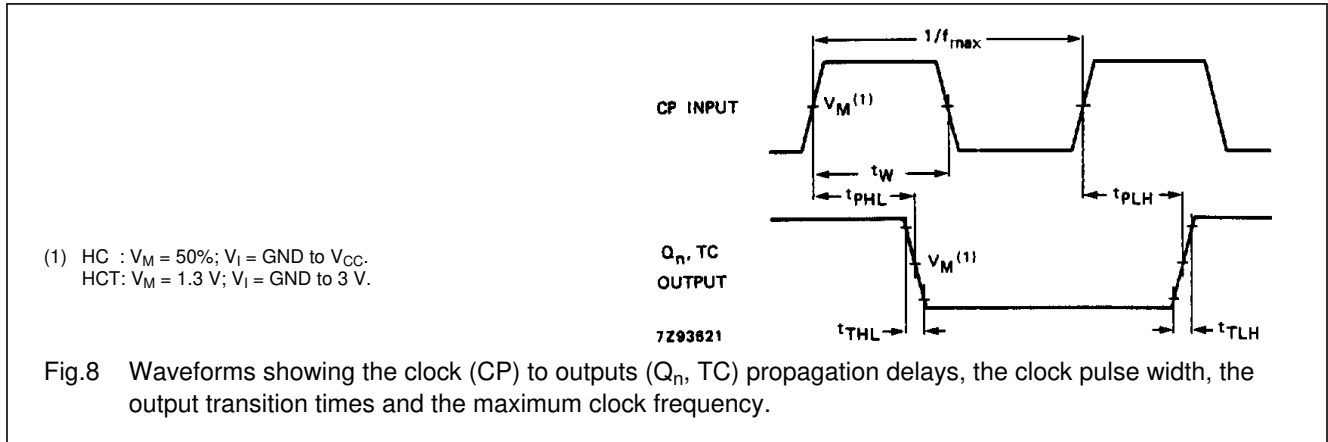 1/fmax
CP INPUT
VM(1)
tW
tPHL
tPLH
(1) HC : VM = 50%; VI = GND to VCC.
HCT: VM = 1.3 V; VI = GND to 3 V.
Qn, TC
OUTPUT
VM(1)
tTHL
tTLH
7Z93621
Fig.8 Waveforms showing the clock (CP) to outputs (Qn, TC) propagation delays, the clock pulse width, the
output transition times and the maximum clock frequency.